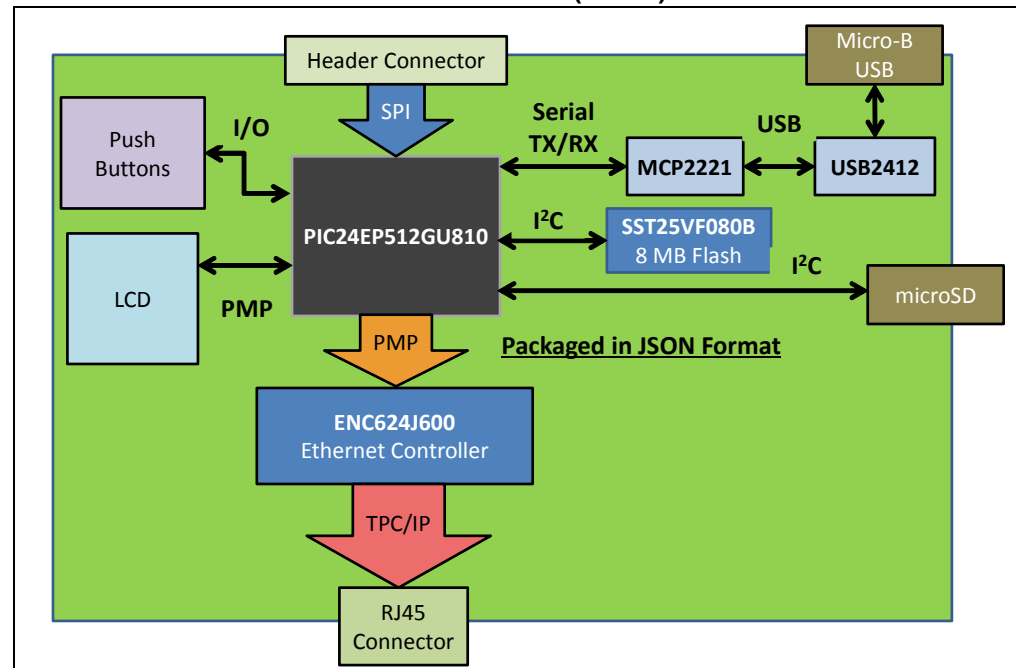 Header Connector
Micro-B
USB
SPI
Push
Buttons
I/O
Serial
TX/RX
USB
MCP2221
USB2412
PIC24EP512GU810
I²C
SST25VF080B
8 MB Flash
I²C
LCD
PMP
microSD
PMP
Packaged in JSON Format
ENC624J600
Ethernet Controller
TPC/IP
RJ45
Connector